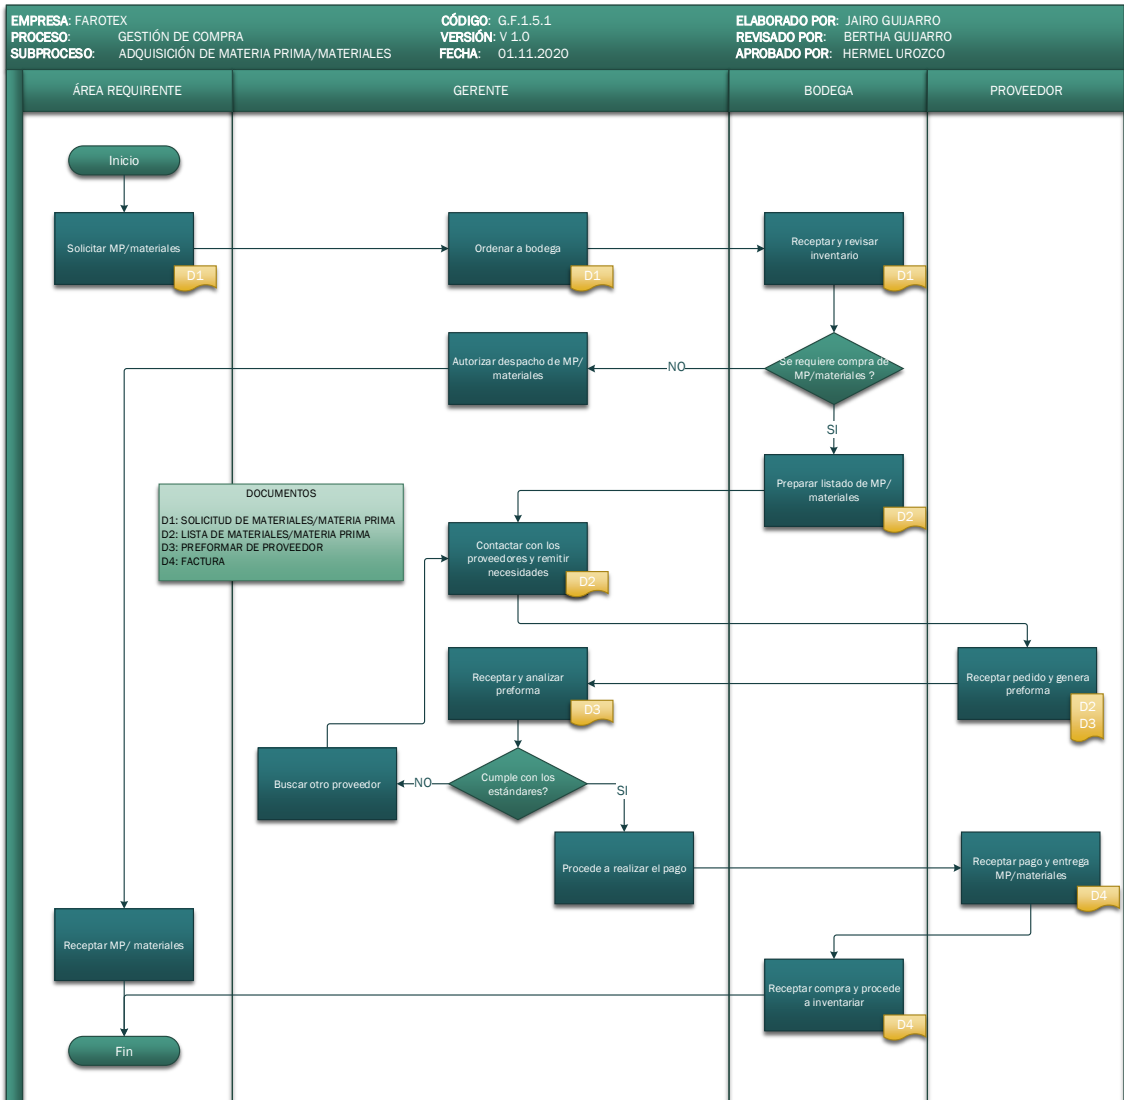 EMPRESA: FAROTEX
PROCESO: GESTIÓN DE COMPRA
SUBPROCESO: ADQUISICIÓN DE MATERIA PRIMA/MATERIALES
CÓDIGO: G.F.1.5.1
VERSIÓN: V 1.0
FECHA: 01.11.2020
ELABORADO POR: JAIRO GUIJARRO
REVISADO POR: BERTHA GUIJARRO
APROBADO POR: HERMEL UROZCO
ÁREA REQUIRENTE
GERENTE
BODEGA
PROVEEDOR
Inicio
Solicitar MP/materiales
D1
Ordenar a bodega
D1
Receptar y revisar
inventario
D1
Autorizar despacho de MP/
materiales
NO
Se requiere compra de
MP/materiales ?
SI
Preparar listado de MP/
materiales
D2
DOCUMENTOS
D1: SOLICITUD DE MATERIALES/MATERIA PRIMA
D2: LISTA DE MATERIALES/MATERIA PRIMA
D3: PREFORMAR DE PROVEEDOR
D4: FACTURA
Contactar con los
proveedores y remitir
necesidades
D2
Receptar y analizar
preforma
D3
Receptar pedido y genera
preforma
D2
D3
Buscar otro proveedor
NO
Cumple con los
estándares?
SI
Procede a realizar el pago
Receptar pago y entrega
MP/materiales
D4
Receptar MP/ materiales
Receptar compra y procede
a inventariar
D4
Fin